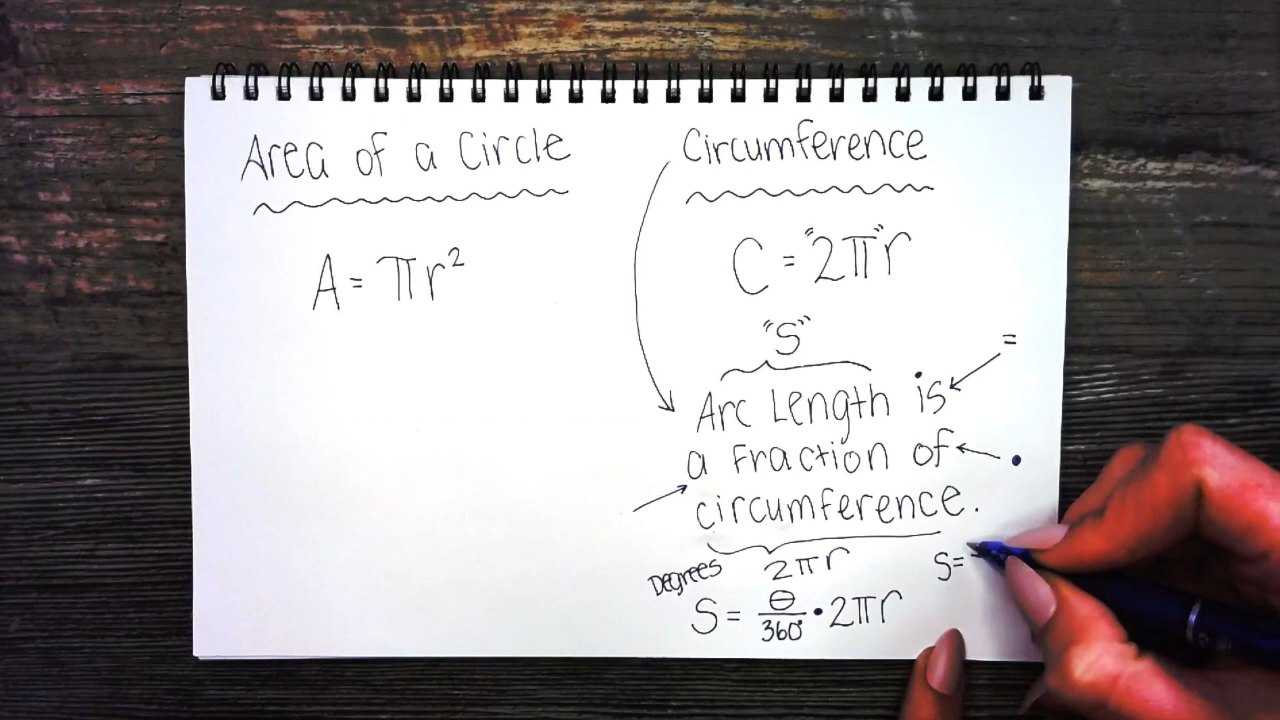 Area of a Circle
A = πr²
Circumference
C = "2π"r
"S"
=
Arc Length is
a Fraction of
•
circumference.
2πr
Degrees
S = θ/360° • 2πr
S=